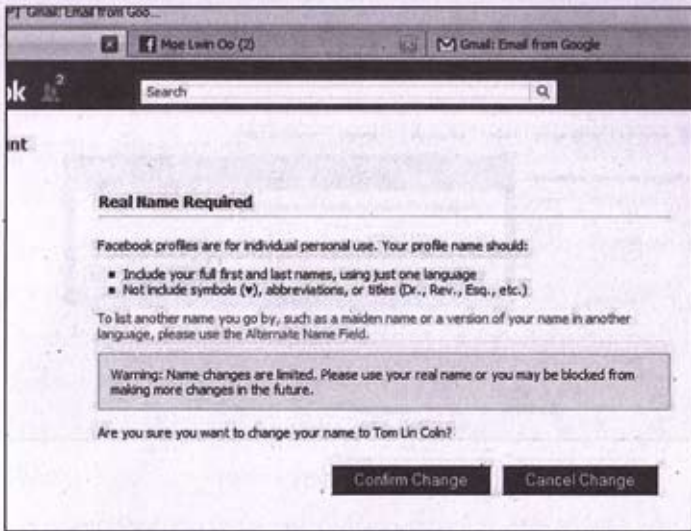 Gmail: Email from Goo...
Moe Lwin Oo (2)
Gmail: Email from Google
ok 2
Search
nt
Real Name Required
Facebook profiles are for individual personal use. Your profile name should:
Include your full first and last names, using just one language
Not include symbols (♥), abbreviations, or titles (Dr., Rev., Esq., etc.)
To list another name you go by, such as a maiden name or a version of your name in another
language, please use the Alternate Name Field.
Warning: Name changes are limited. Please use your real name or you may be blocked from
making more changes in the future.
Are you sure you want to change your name to Tom Lin Coln?
Confirm Change
Cancel Change